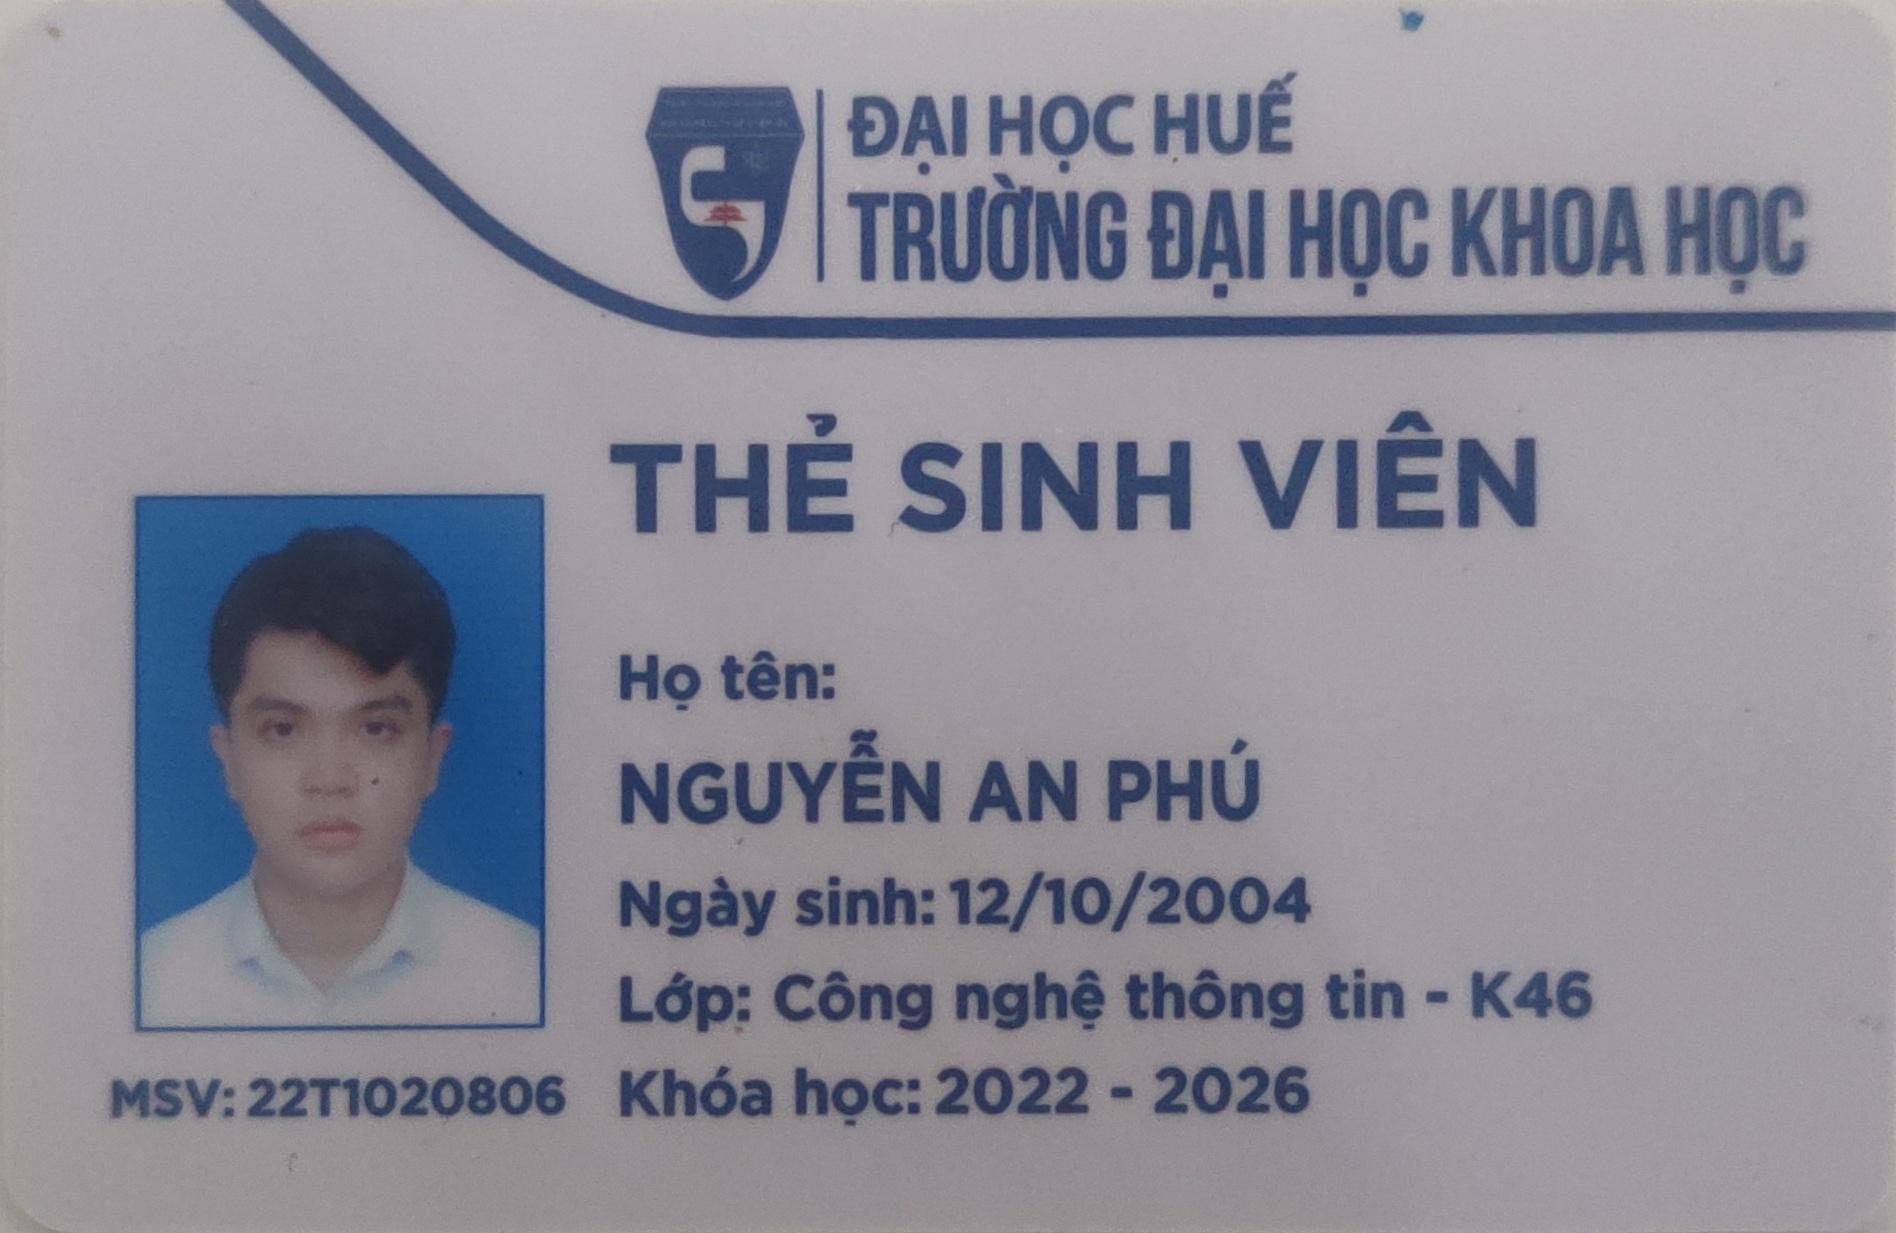 ĐẠI HỌC HUẾ
TRƯỜNG ĐẠI HỌC KHOA HỌC
THẺ SINH VIÊN
Họ tên:
NGUYỄN AN PHÚ
Ngày sinh: 12/10/2004
Lớp: Công nghệ thông tin - K46
Khóa học: 2022 - 2026
MSV: 22T1020806